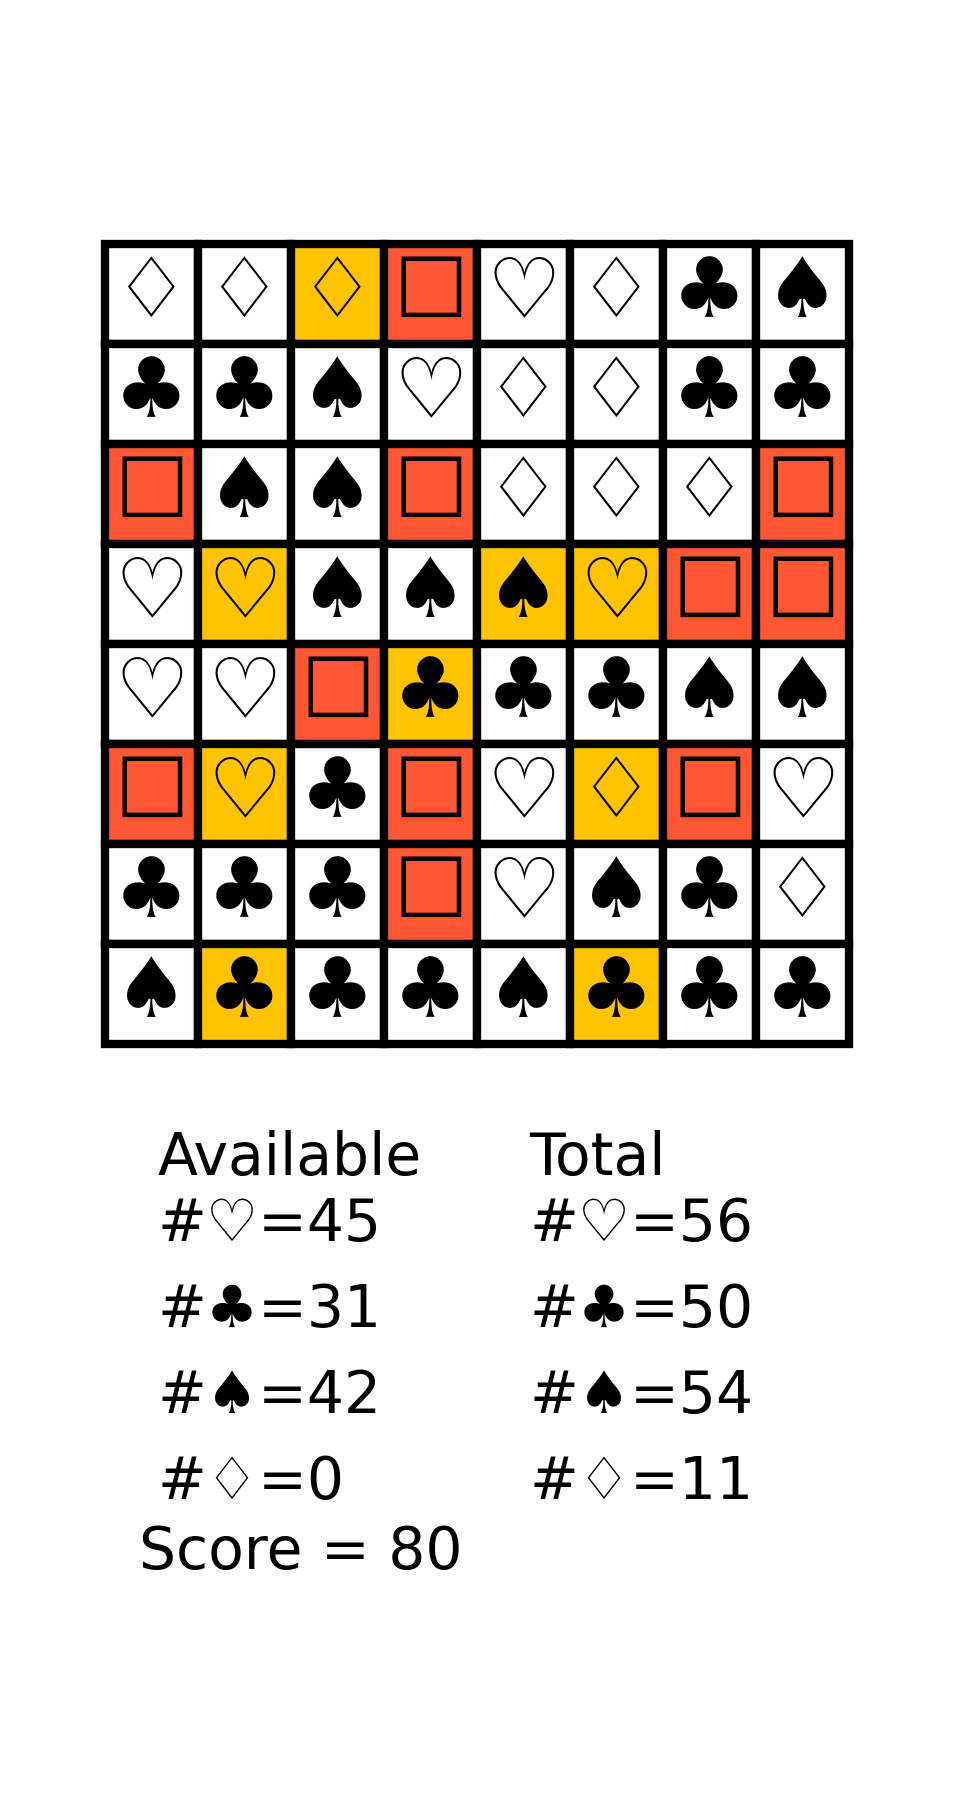 ♢ ♢ ♢ □ ♡ ♢ ♣ ♠
♣ ♣ ♠ ♡ ♢ ♢ ♣ ♣
□ ♠ ♠ □ ♢ ♢ ♢ □
♡ ♡ ♠ ♠ ♠ ♡ □ □
♡ ♡ □ ♣ ♣ ♣ ♠ ♠
□ ♡ ♣ □ ♡ ♢ □ ♡
♣ ♣ ♣ □ ♡ ♠ ♣ ♢
♠ ♣ ♣ ♣ ♠ ♣ ♣ ♣
Available Total
#♡=45 #♡=56
#♣=31 #♣=50
#♠=42 #♠=54
#♢=0 #♢=11
Score = 80